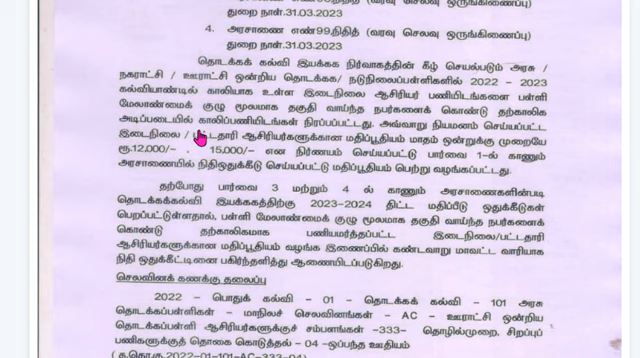 துறை நாள்.31.03.2023
4. அரசாணை எண்99,நிதித் (வரவு செலவு ஒருங்கிணைப்பு)
துறை நாள்.31.03.2023
தொடக்கக் கல்வி இயக்கக நிர்வாகத்தின் கீழ் செயல்படும் அரசு /
நகராட்சி / ஊராட்சி ஒன்றிய தொடக்க/ நடுநிலைப்பள்ளிகளில் 2022 – 2023
கல்வியாண்டில் காலியாக உள்ள இடைநிலை ஆசிரியர் பணியிடங்களை பள்ளி
மேலாண்மைக் குழு மூலமாக தகுதி வாய்ந்த நபர்களைக் கொண்டு தற்காலிக
அடிப்படையில் காலிப்பணியிடங்கள் நிரப்பப்பட்டது. அவ்வாறு நியமனம் செய்யப்பட்ட
இடைநிலை / பட்டதாரி ஆசிரியர்களுக்கான மதிப்பூதியம் மாதம் ஒன்றுக்கு முறையே
ரூ.12,000/– 15,000/– என நிர்ணயம் செய்யப்பட்டு பார்வை 1–ல் காணும்
அரசாணையில் நிதிஒதுக்கீடு செய்யப்பட்டு மதிப்பூதியம் பெற்று வழங்கப்பட்டது.
தற்போது பார்வை 3 மற்றும் 4 ல் காணும் அரசாணைகளின்படி
தொடக்கக்கல்வி இயக்ககத்திற்கு 2023–2024 திட்ட மதிப்பீடு ஒதுக்கீடுகள்
பெறப்பட்டுள்ளதால், பள்ளி மேலாண்மைக் குழு மூலமாக தகுதி வாய்ந்த நபர்களைக்
கொண்டு தற்காலிகமாக பணியமர்த்தப்பட்ட இடைநிலை/பட்டதாரி
ஆசிரியர்களுக்கான மதிப்பூதியம் வழங்க இணைப்பில் கண்டவாறு மாவட்ட வாரியாக
நிதி ஒதுக்கீட்டினை பகிர்ந்தளித்து ஆணையிடப்படுகிறது.
செலவினக் கணக்கு தலைப்பு
2022 – பொதுக் கல்வி – 01 – தொடக்கக் கல்வி – 101 அரசு
தொடக்கப்பள்ளிகள் – மாநிலச் செலவினங்கள் – AC – ஊராட்சி ஒன்றிய
தொடக்கப்பள்ளி ஆசிரியர்களுக்குச் சம்பளங்கள் –333– தொழில்முறை, சிறப்புப்
பணிகளுக்குத் தொகை கொடுத்தல் – 04 –ஒப்பந்த ஊதியம்